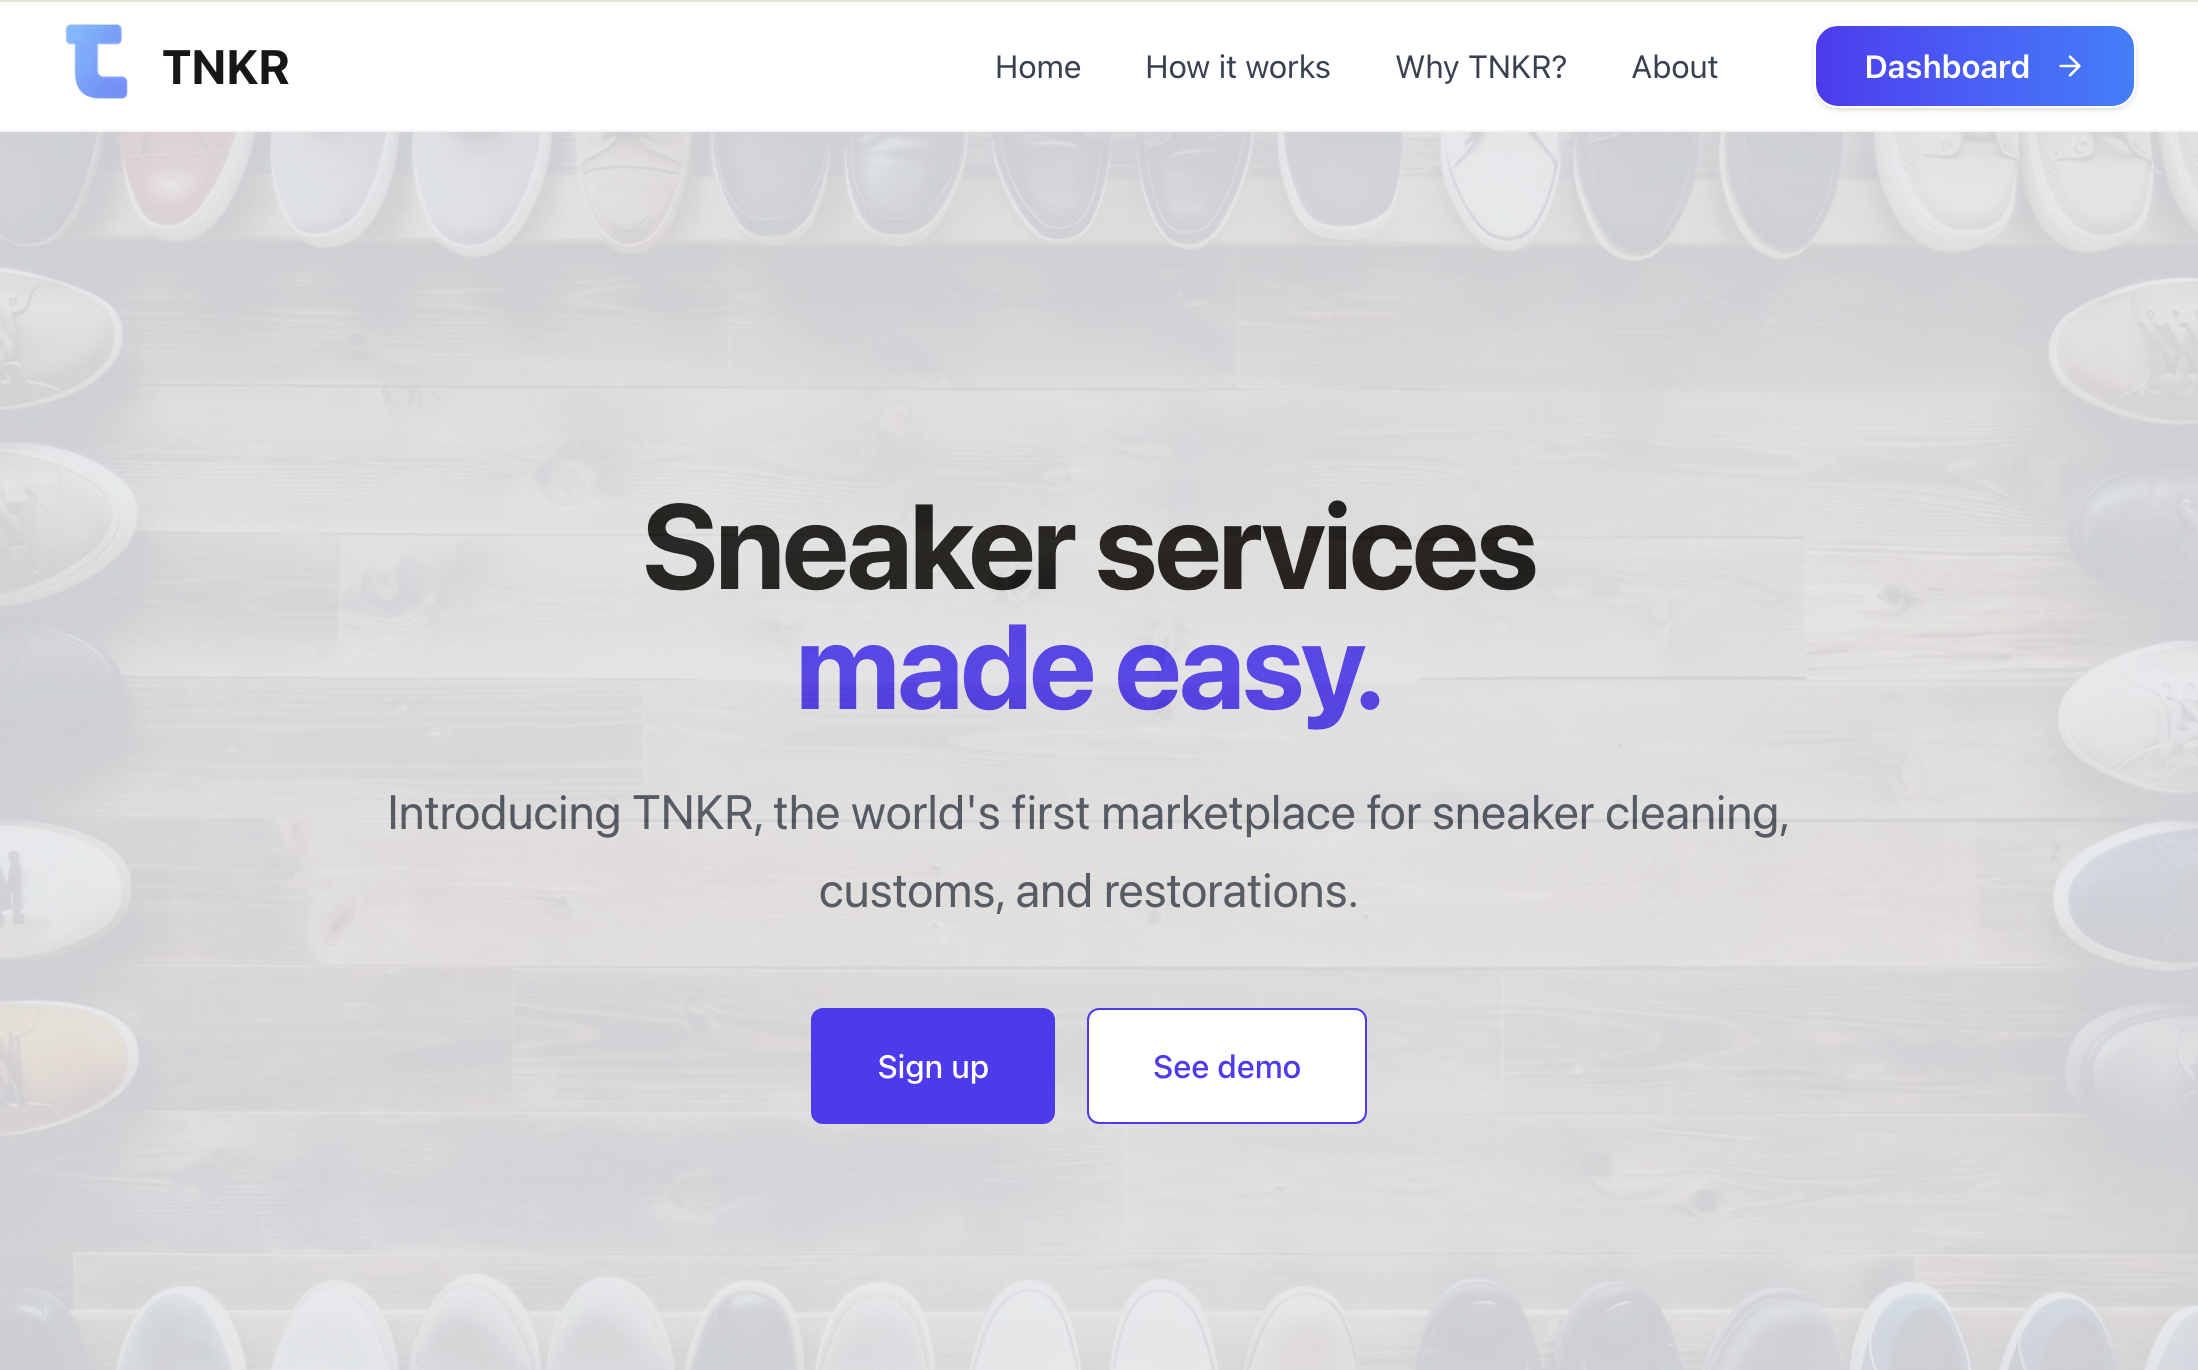 TNKR
Home
How it works
Why TNKR?
About
Dashboard →
Sneaker services
made easy.
Introducing TNKR, the world's first marketplace for sneaker cleaning,
customs, and restorations.
Sign up
See demo